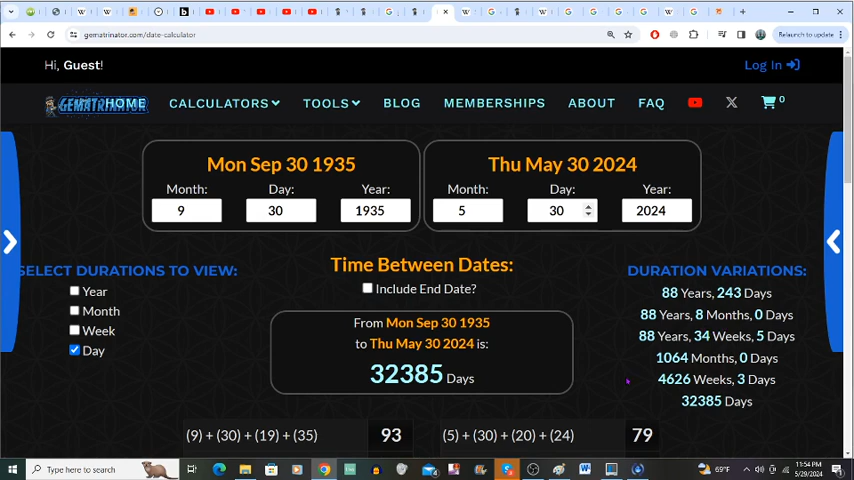 gematrinator.com/date-calculator
Relaunch to update
Hi, Guest!
Log In
GEMATRINATOR
HOME
CALCULATORS
TOOLS
BLOG
MEMBERSHIPS
ABOUT
FAQ
0
Mon Sep 30 1935
Month: Day: Year:
9 30 1935
Thu May 30 2024
Month: Day: Year:
5 30 2024
SELECT DURATIONS TO VIEW:
Year
Month
Week
Day
Time Between Dates:
Include End Date?
From Mon Sep 30 1935
to Thu May 30 2024 is:
32385 Days
DURATION VARIATIONS:
88 Years, 243 Days
88 Years, 8 Months, 0 Days
88 Years, 34 Weeks, 5 Days
1064 Months, 0 Days
4626 Weeks, 3 Days
32385 Days
(9) + (30) + (19) + (35) 93
(5) + (30) + (20) + (24) 79
Type here to search
69°F
11:54 PM
5/29/2024